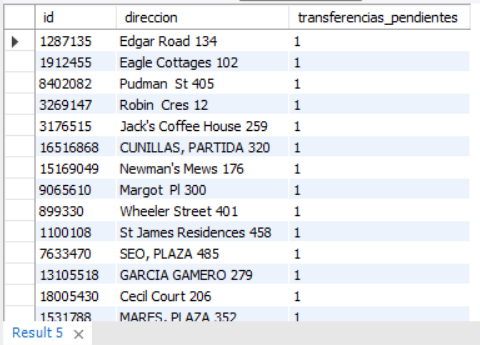 id direccion transferencias_pendientes
1287135 Edgar Road 134 1
1912455 Eagle Cottages 102 1
8402082 Pudman  St 405 1
3269147 Robin  Cres 12 1
3176515 Jack's Coffee House 259 1
16516868 CUNILLAS, PARTIDA 320 1
15169049 Newman's Mews 176 1
9065610 Margot  Pl 300 1
899330 Wheeler Street 401 1
1100108 St James Residences 458 1
7633470 SEO, PLAZA 485 1
13105518 GARCIA GAMERO 279 1
18005430 Cecil Court 206 1
1531788 MARES, PLAZA 352 1
Result 5